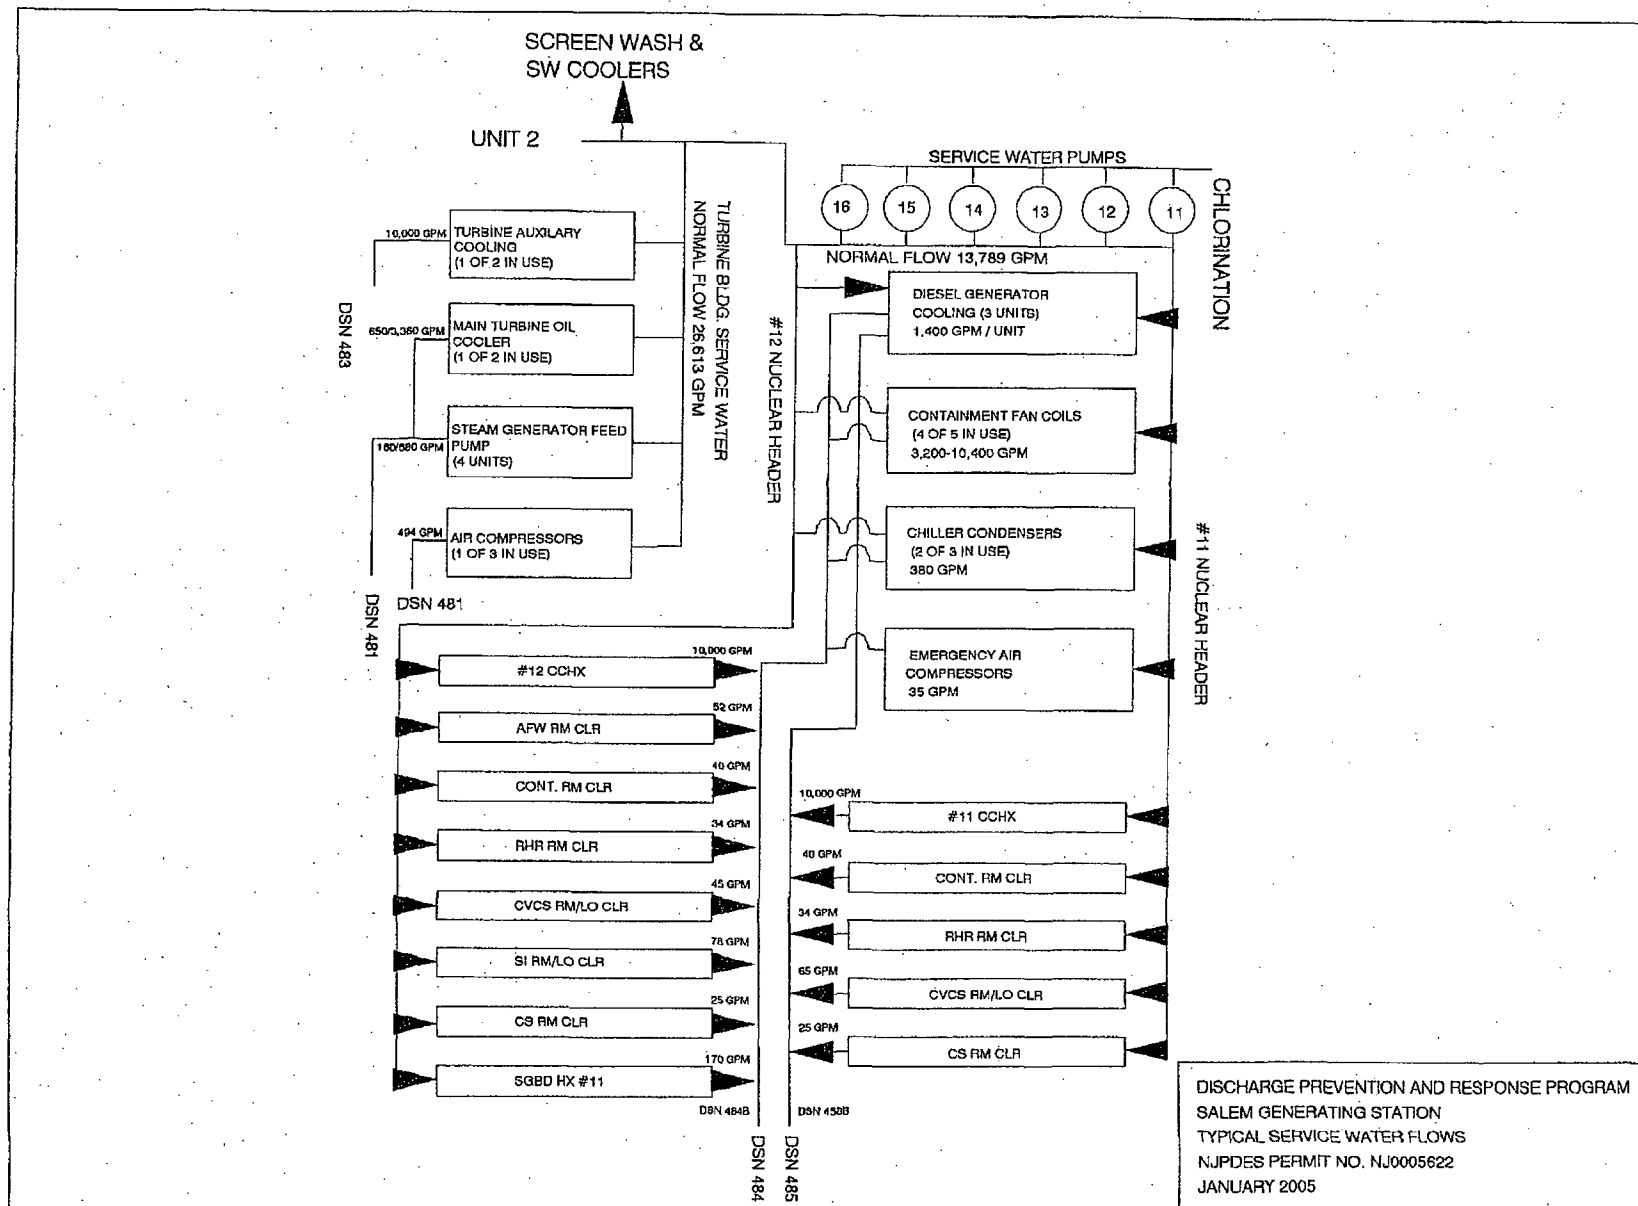 SCREEN WASH &
SW COOLERS
UNIT 2
SERVICE WATER PUMPS
16
15
14
13
12
11
CHLORINATION
NORMAL FLOW 13,789 GPM
TURBINE BLDG. SERVICE WATER
NORMAL FLOW 26,613 GPM
#12 NUCLEAR HEADER
#11 NUCLEAR HEADER
10,000 GPM
TURBINE AUXILARY
COOLING
(1 OF 2 IN USE)
DSN 483
650/3,360 GPM
MAIN TURBINE OIL
COOLER
(1 OF 2 IN USE)
160/680 GPM
STEAM GENERATOR FEED
PUMP
(4 UNITS)
494 GPM
AIR COMPRESSORS
(1 OF 3 IN USE)
DSN 481
DSN 481
DIESEL GENERATOR
COOLING (3 UNITS)
1,400 GPM / UNIT
CONTAINMENT FAN COILS
(4 OF 5 IN USE)
3,200-10,400 GPM
CHILLER CONDENSERS
(2 OF 3 IN USE)
380 GPM
EMERGENCY AIR
COMPRESSORS
35 GPM
10,000 GPM
#12 CCHX
52 GPM
AFW RM CLR
40 GPM
CONT. RM CLR
34 GPM
RHR RM CLR
45 GPM
CVCS RM/LO CLR
78 GPM
SI RM/LO CLR
25 GPM
CS RM CLR
170 GPM
SGBD HX #11
DSN 484B
DSN 484
10,000 GPM
#11 CCHX
40 GPM
CONT. RM CLR
34 GPM
RHR RM CLR
65 GPM
CVCS RM/LO CLR
25 GPM
CS RM CLR
DSN 458B
DSN 485
DISCHARGE PREVENTION AND RESPONSE PROGRAM
SALEM GENERATING STATION
TYPICAL SERVICE WATER FLOWS
NJPDES PERMIT NO. NJ0005622
JANUARY 2005